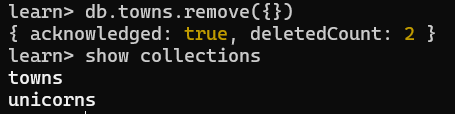 learn> db.towns.remove({})
{ acknowledged: true, deletedCount: 2 }
learn> show collections
towns
unicorns